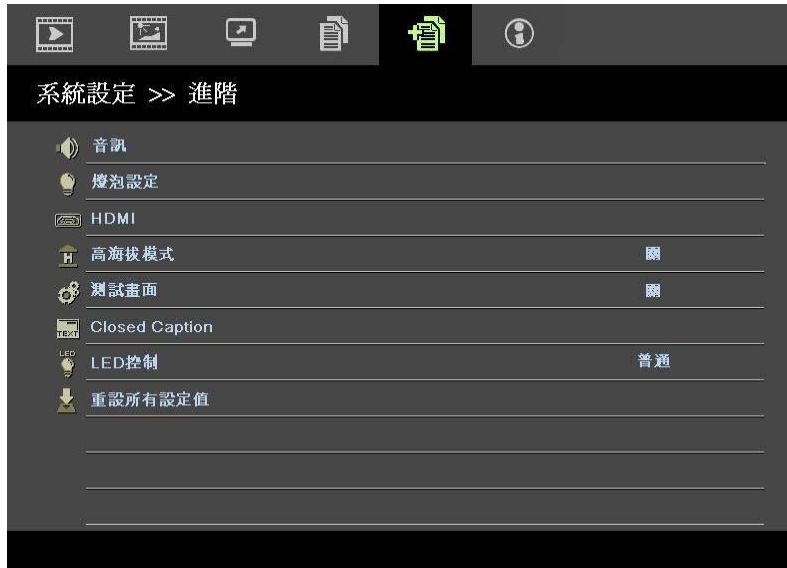 系統設定 >> 進階
音訊
燈泡設定
HDMI
高海拔模式 關
測試畫面 關
TEXT Closed Caption
LED
LED控制 普通
重設所有設定值